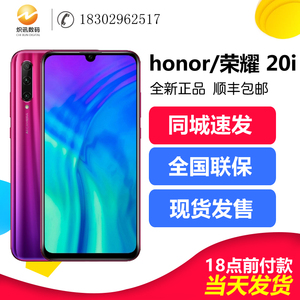 炽讯数码
18302962517
honor/荣耀 20i
全新正品 顺丰包邮
同城速发
全国联保
现货发售
18点前付款
当天发货